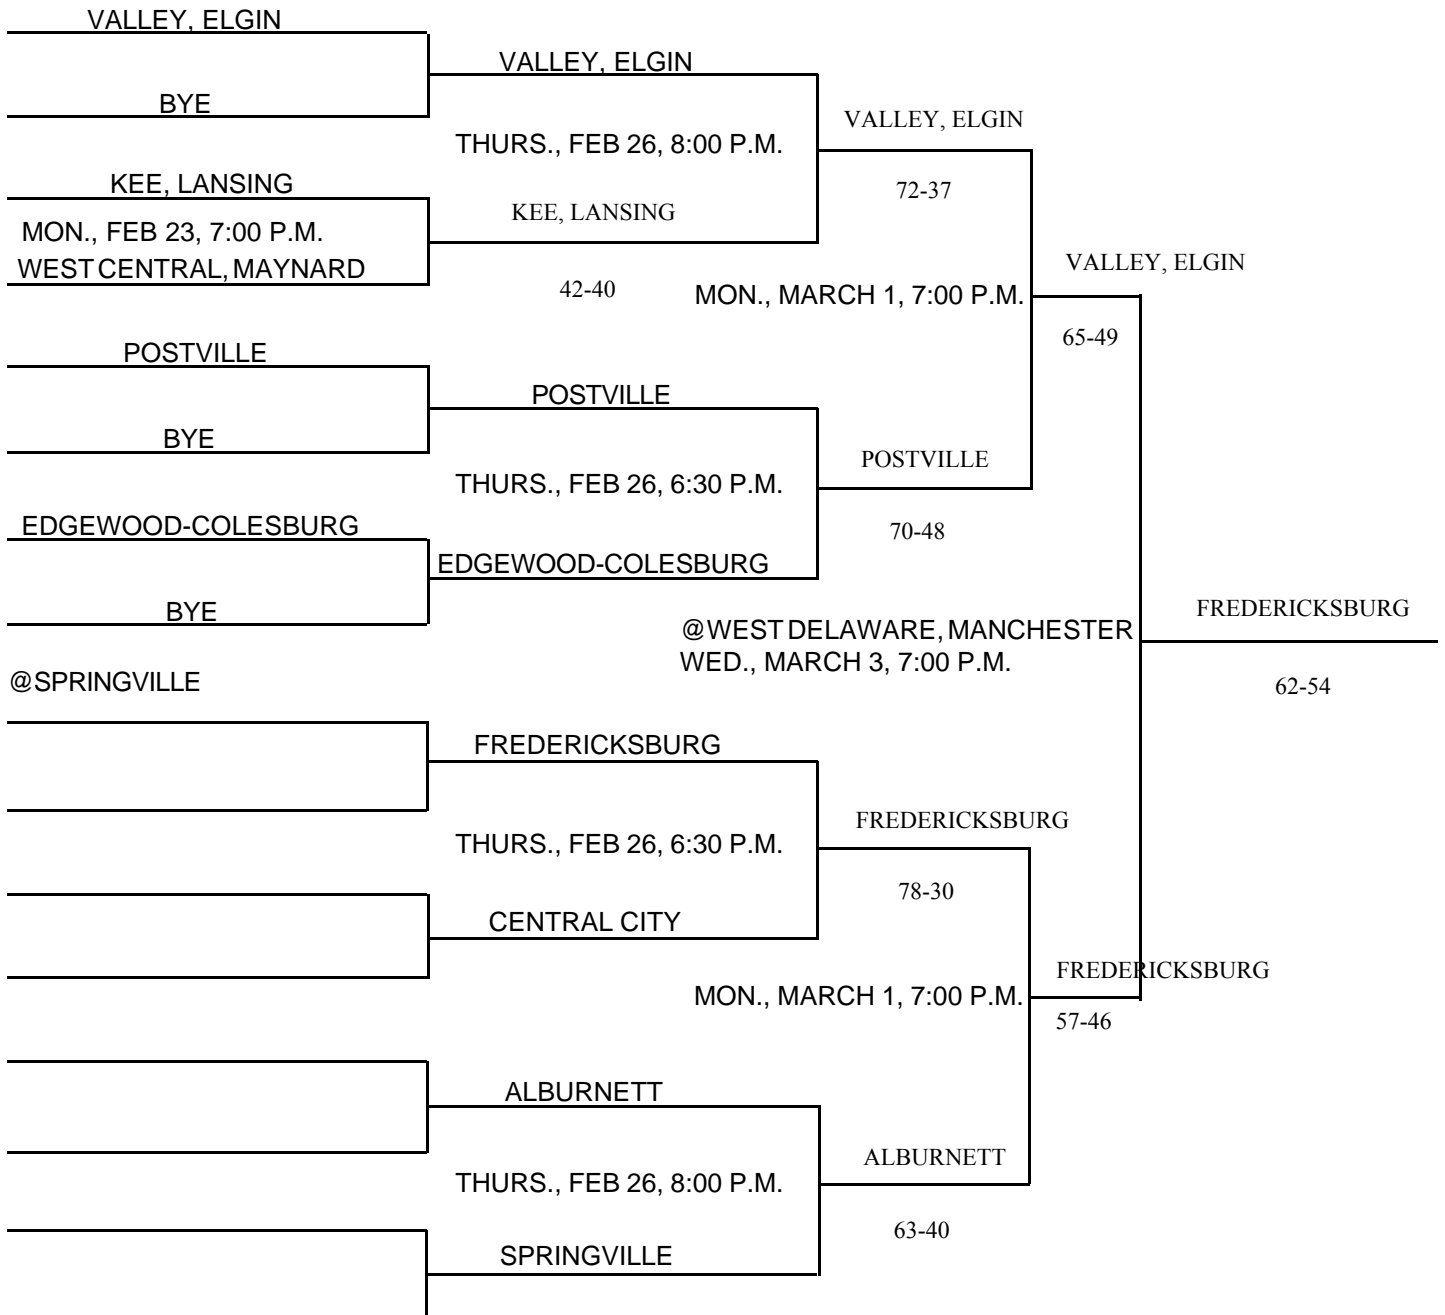 VALLEY, ELGIN
VALLEY, ELGIN
BYE
VALLEY, ELGIN
THURS., FEB 26, 8:00 P.M.
KEE, LANSING
72-37
KEE, LANSING
MON., FEB 23, 7:00 P.M.
VALLEY, ELGIN
WEST CENTRAL, MAYNARD
42-40
MON., MARCH 1, 7:00 P.M.
65-49
POSTVILLE
POSTVILLE
BYE
POSTVILLE
THURS., FEB 26, 6:30 P.M.
EDGEWOOD-COLESBURG
70-48
EDGEWOOD-COLESBURG
BYE
FREDERICKSBURG
@WEST DELAWARE, MANCHESTER
WED., MARCH 3, 7:00 P.M.
@SPRINGVILLE
62-54
FREDERICKSBURG
FREDERICKSBURG
THURS., FEB 26, 6:30 P.M.
78-30
CENTRAL CITY
FREDERICKSBURG
MON., MARCH 1, 7:00 P.M.
57-46
ALBURNETT
ALBURNETT
THURS., FEB 26, 8:00 P.M.
63-40
SPRINGVILLE